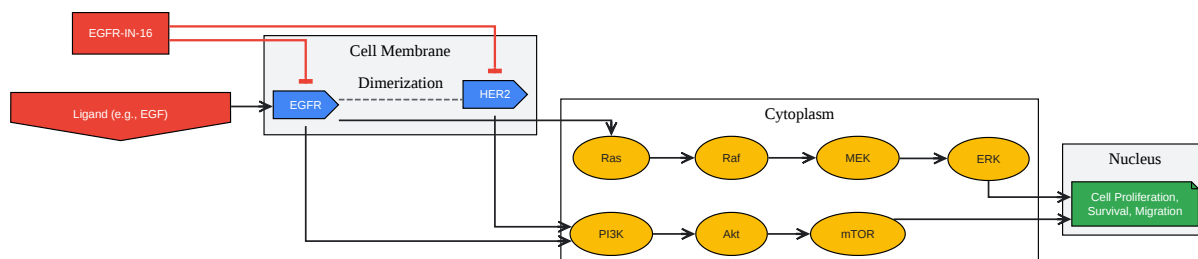 EGFR-IN-16
Cell Membrane
Dimerization
EGFR
HER2
Ligand (e.g., EGF)
Cytoplasm
Ras
Raf
MEK
ERK
Nucleus
Cell Proliferation,
Survival, Migration
PI3K
Akt
mTOR